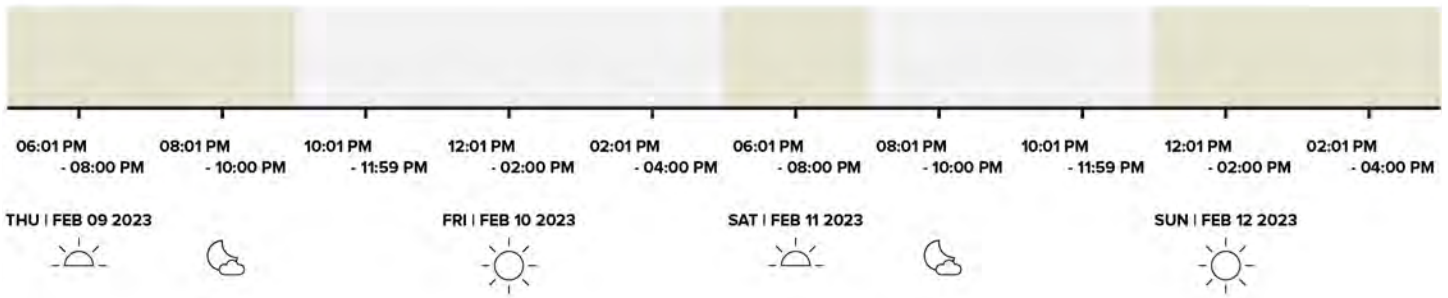 06:01 PM
- 08:00 PM
08:01 PM
- 10:00 PM
10:01 PM
- 11:59 PM
12:01 PM
- 02:00 PM
02:01 PM
- 04:00 PM
06:01 PM
- 08:00 PM
08:01 PM
- 10:00 PM
10:01 PM
- 11:59 PM
12:01 PM
- 02:00 PM
02:01 PM
- 04:00 PM
THU | FEB 09 2023
FRI | FEB 10 2023
SAT | FEB 11 2023
SUN | FEB 12 2023